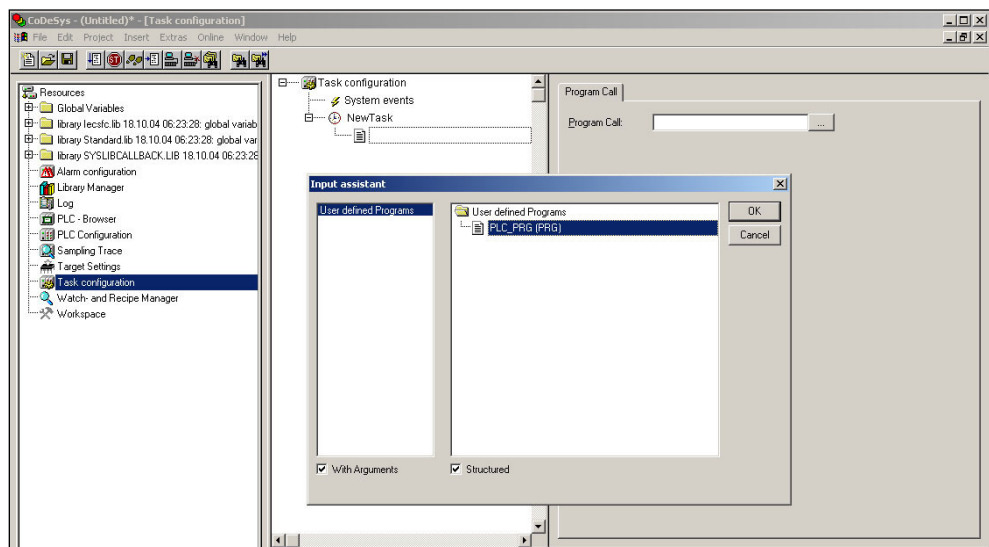 CoDeSys - (Untitled)* - [Task configuration]
File Edit Project Insert Extras Online Window Help
Resources
Global Variables
library Iecsfc.lib 18.10.04 06:23:28: global variab
library Standard.lib 18.10.04 06:23:28: global var
library SYSLIBCALLBACK.LIB 18.10.04 06:23:28
Alarm configuration
Library Manager
Log
PLC - Browser
PLC Configuration
Sampling Trace
Target Settings
Task configuration
Watch- and Recipe Manager
Workspace
Task configuration
System events
NewTask
Program Call
Program Call:
...
Input assistant
User defined Programs
User defined Programs
PLC_PRG (PRG)
OK
Cancel
With Arguments
Structured